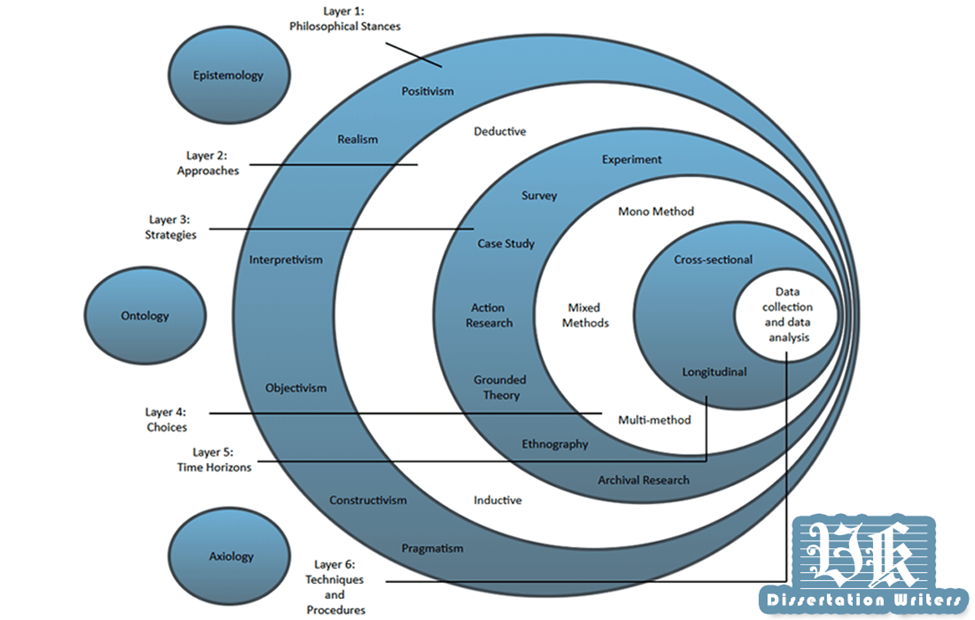 Layer 1:
Philosophical Stances
Epistemology
Positivism
Realism
Deductive
Layer 2:
Approaches
Experiment
Survey
Mono Method
Layer 3:
Strategies
Case Study
Interpretivism
Cross-sectional
Ontology
Action
Research
Mixed
Methods
Data
collection
and data
analysis
Longitudinal
Objectivism
Grounded
Theory
Layer 4:
Choices
Multi-method
Ethnography
Layer 5:
Time Horizons
Archival Research
Constructivism
Inductive
Axiology
Pragmatism
Layer 6:
Techniques
and
Procedures
UK
Dissertation Writers